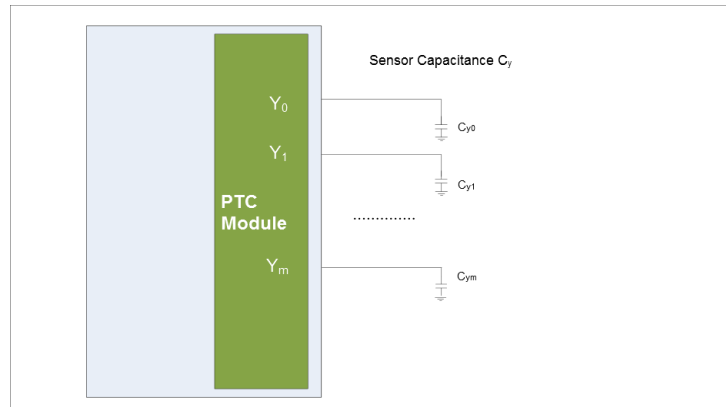 Sensor Capacitance Cy
Y0
Cy0
Y1
Cy1
PTC
Module
..............
Ym
Cym